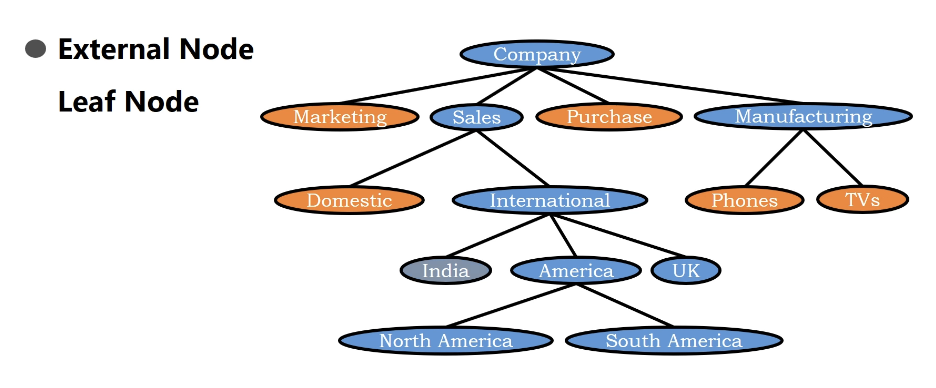 External Node
Leaf Node
Company
Marketing
Sales
Purchase
Manufacturing
Domestic
International
Phones
TVs
India
America
UK
North America
South America